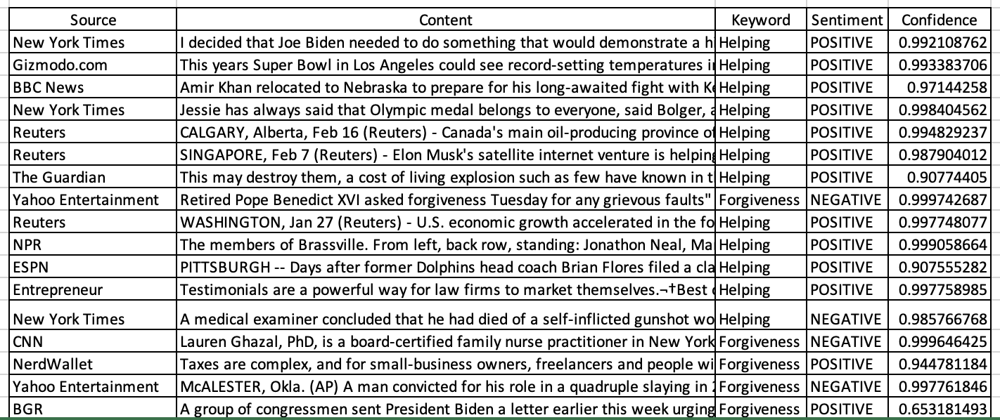 Source Content Keyword Sentiment Confidence
New York Times I decided that Joe Biden needed to do something that would demonstrate a Helping POSITIVE 0.992108762
Gizmodo.com This years Super Bowl in Los Angeles could see record-setting temperatures Helping POSITIVE 0.993383706
BBC News Amir Khan relocated to Nebraska to prepare for his long-awaited fight with Helping POSITIVE 0.97144258
New York Times Jessie has always said that Olympic medal belongs to everyone, said Bolger, Helping POSITIVE 0.998404562
Reuters CALGARY, Alberta, Feb 16 (Reuters) - Canada's main oil-producing province of Helping POSITIVE 0.994829237
Reuters SINGAPORE, Feb 7 (Reuters) - Elon Musk's satellite internet venture is helping Helping POSITIVE 0.987904012
The Guardian This may destroy them, a cost of living explosion such as few have known in Helping POSITIVE 0.90774405
Yahoo Entertainment Retired Pope Benedict XVI asked forgiveness Tuesday for any grievous faults" Forgiveness NEGATIVE 0.999742687
Reuters WASHINGTON, Jan 27 (Reuters) - U.S. economic growth accelerated in the Helping POSITIVE 0.997748077
NPR The members of Brassville. From left, back row, standing: Jonathon Neal, Helping POSITIVE 0.999058664
ESPN PITTSBURGH -- Days after former Dolphins head coach Brian Flores filed a Helping POSITIVE 0.907555282
Entrepreneur Testimonials are a powerful way for law firms to market themselves.¬†Best Helping POSITIVE 0.997758985
New York Times A medical examiner concluded that he had died of a self-inflicted gunshot Helping NEGATIVE 0.985766768
CNN Lauren Ghazal, PhD, is a board-certified family nurse practitioner in New York Forgiveness NEGATIVE 0.999646425
NerdWallet Taxes are complex, and for small-business owners, freelancers and people Forgiveness POSITIVE 0.944781184
Yahoo Entertainment McALESTER, Okla. (AP) A man convicted for his role in a quadruple slaying in Forgiveness NEGATIVE 0.997761846
BGR A group of congressmen sent President Biden a letter earlier this week urging Forgiveness POSITIVE 0.653181493